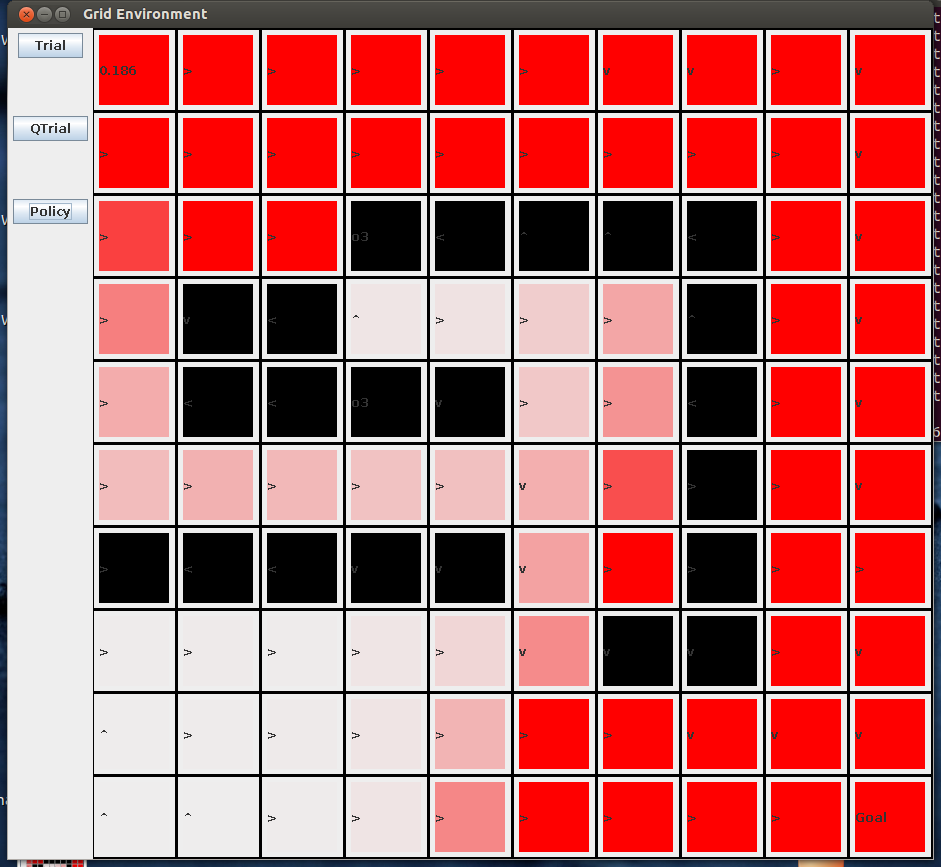 Grid Environment
Trial
0.186 > > > > > v v > v
QTrial
> > > > > > > > > v
Policy
> > > o3 < ^ ^ < > v
> v < ^ > > > ^ > v
> < < o3 v > > < > v
> > > > > v > > > v
> < < v v v > > > >
> > > > > v v v > v
^ > > > > > > v v v
^ ^ > > > > > > > Goal